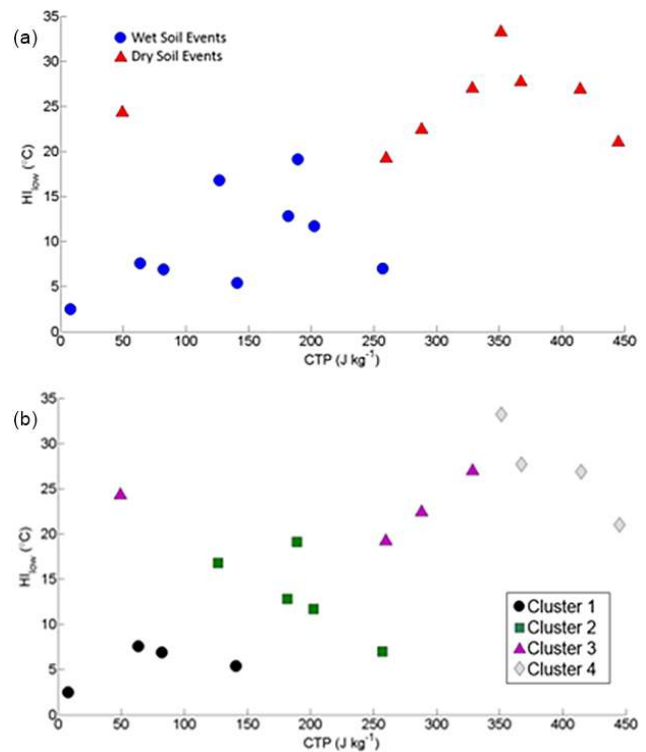 (a)
35
30
25
20
15
10
5
0
HIlow (°C)
Wet Soil Events
Dry Soil Events
0 50 100 150 200 250 300 350 400 450
CTP (J kg-1)
(b)
35
30
25
20
15
10
5
0
HIlow (°C)
Cluster 1
Cluster 2
Cluster 3
Cluster 4
0 50 100 150 200 250 300 350 400 450
CTP (J kg-1)